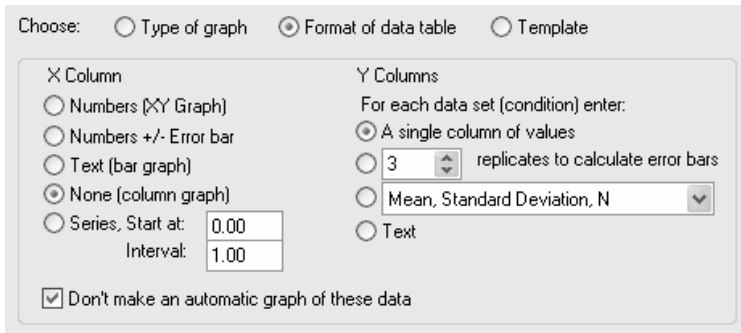 Choose: Type of graph Format of data table Template
X Column
Numbers (XY Graph)
Numbers +/- Error bar
Text (bar graph)
None (column graph)
Series, Start at: 0.00
Interval: 1.00
Y Columns
For each data set (condition) enter:
A single column of values
3 replicates to calculate error bars
Mean, Standard Deviation, N
Text
Don't make an automatic graph of these data